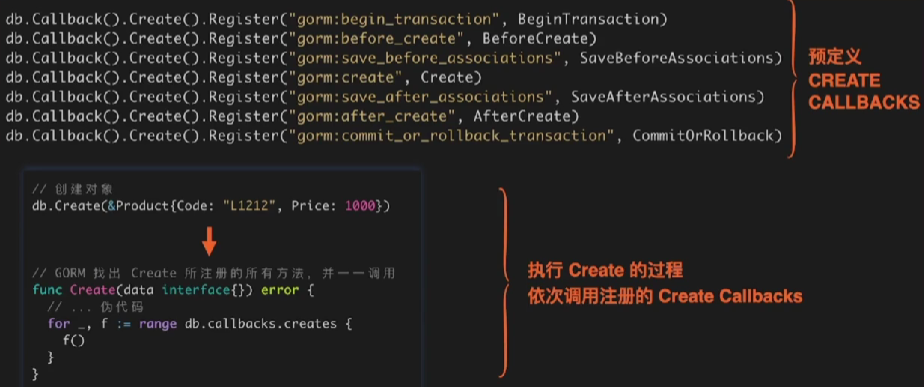 db.Callback().Create().Register("gorm:begin_transaction", BeginTransaction)
db.Callback().Create().Register("gorm:before_create", BeforeCreate)
db.Callback().Create().Register("gorm:save_before_associations", SaveBeforeAssociations)
db.Callback().Create().Register("gorm:create", Create)
db.Callback().Create().Register("gorm:save_after_associations", SaveAfterAssociations)
db.Callback().Create().Register("gorm:after_create", AfterCreate)
db.Callback().Create().Register("gorm:commit_or_rollback_transaction", CommitOrRollback)
预定义
CREATE
CALLBACKS
// 创建对象
db.Create(&Product{Code: "L1212", Price: 1000})
// GORM 找出 Create 所注册的所有方法, 并一一调用
func Create(data interface{}) error {
// ... 伪代码
for _, f := range db.callbacks.creates {
f()
}
}
执行 Create 的过程
依次调用注册的 Create Callbacks